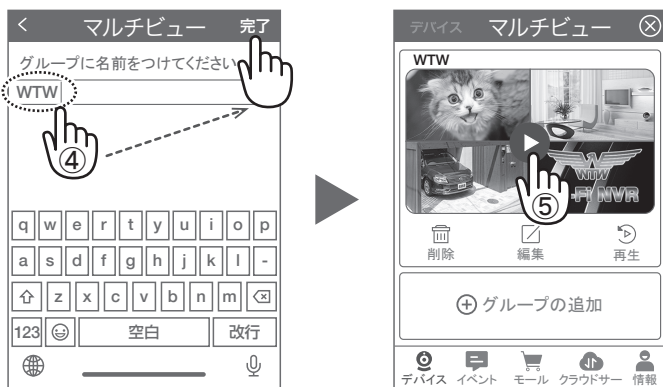 マルチビュー 完了
グループに名前をつけてください
WTW
④
q w e r t y u i o p
a s d f g h j k l -
z x c v b n m
123 空白 改行
デバイス マルチビュー
WTW
WTW
-Fi NVR
⑤
削除 編集 再生
グループの追加
デバイス イベント モール クラウドサー 情報